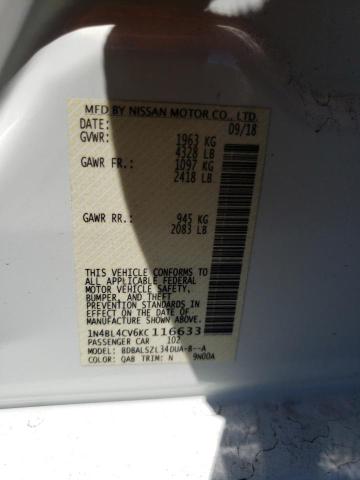 MFD BY NISSAN MOTOR CO., LTD.
DATE: 09/18
GVWR: 1963 KG
4328 LB
GAWR FR.: 1097 KG
2418 LB
GAWR RR.: 945 KG
2083 LB
THIS VEHICLE CONFORMS TO
ALL APPLICABLE FEDERAL
MOTOR VEHICLE SAFETY,
BUMPER, AND THEFT
PREVENTION STANDARDS IN
EFFECT ON THE DATE OF
MANUFACTURE SHOWN ABOVE.
1N4BL4CV6KC 116633
PASSENGER CAR 102
MODEL: BDBALSZL34DUA-B--A
COLOR: QAB TRIM: N 9N00A